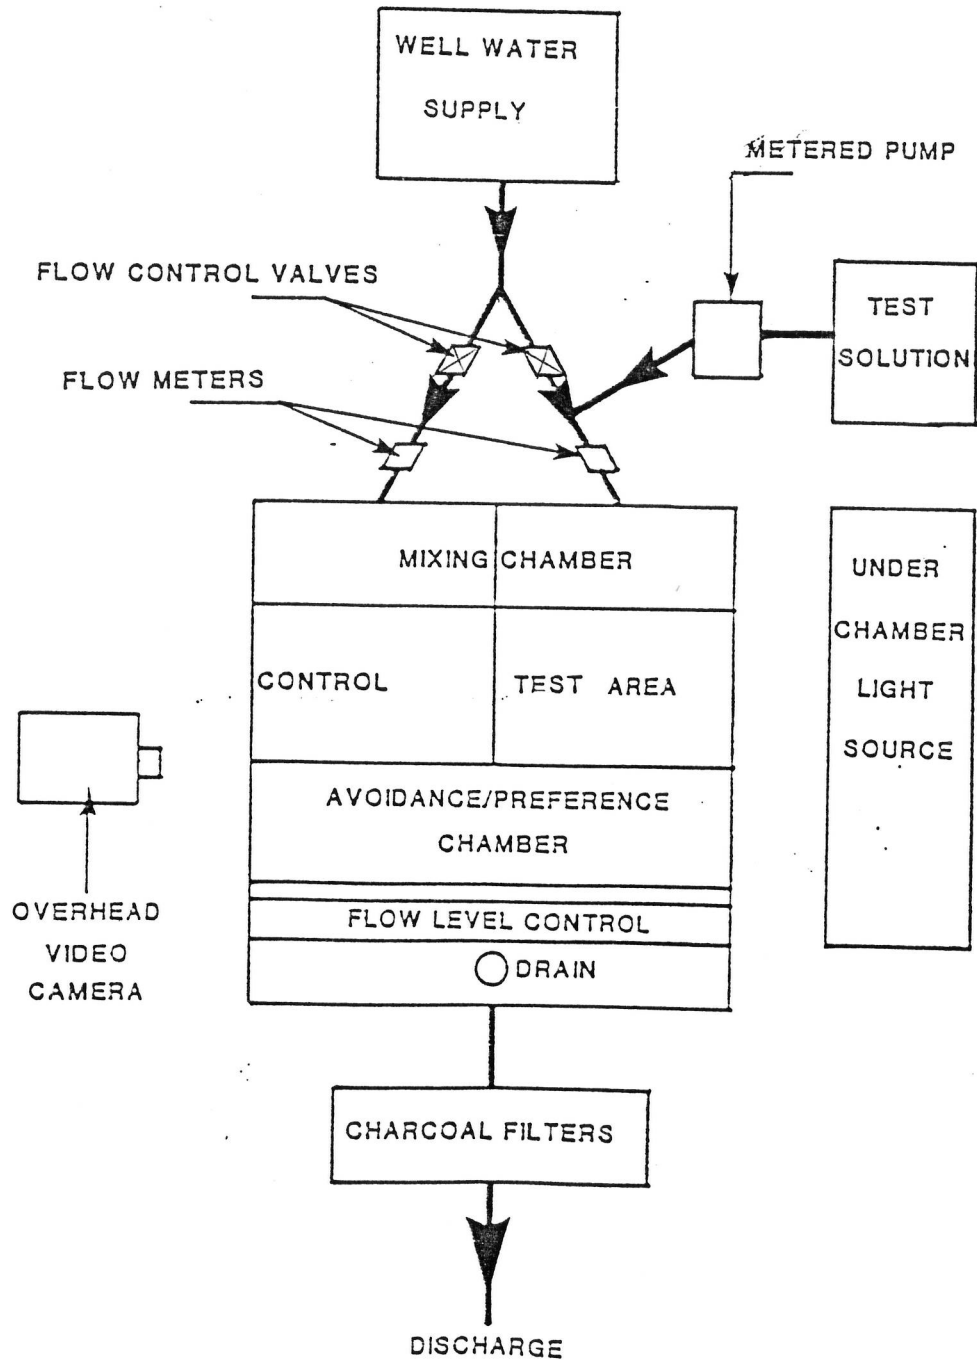 WELL WATER
SUPPLY
METERED PUMP
FLOW CONTROL VALVES
TEST
SOLUTION
FLOW METERS
MIXING CHAMBER
UNDER
CHAMBER
LIGHT
SOURCE
CONTROL
TEST AREA
AVOIDANCE/PREFERENCE
CHAMBER
OVERHEAD
VIDEO
CAMERA
FLOW LEVEL CONTROL
DRAIN
CHARCOAL FILTERS
DISCHARGE